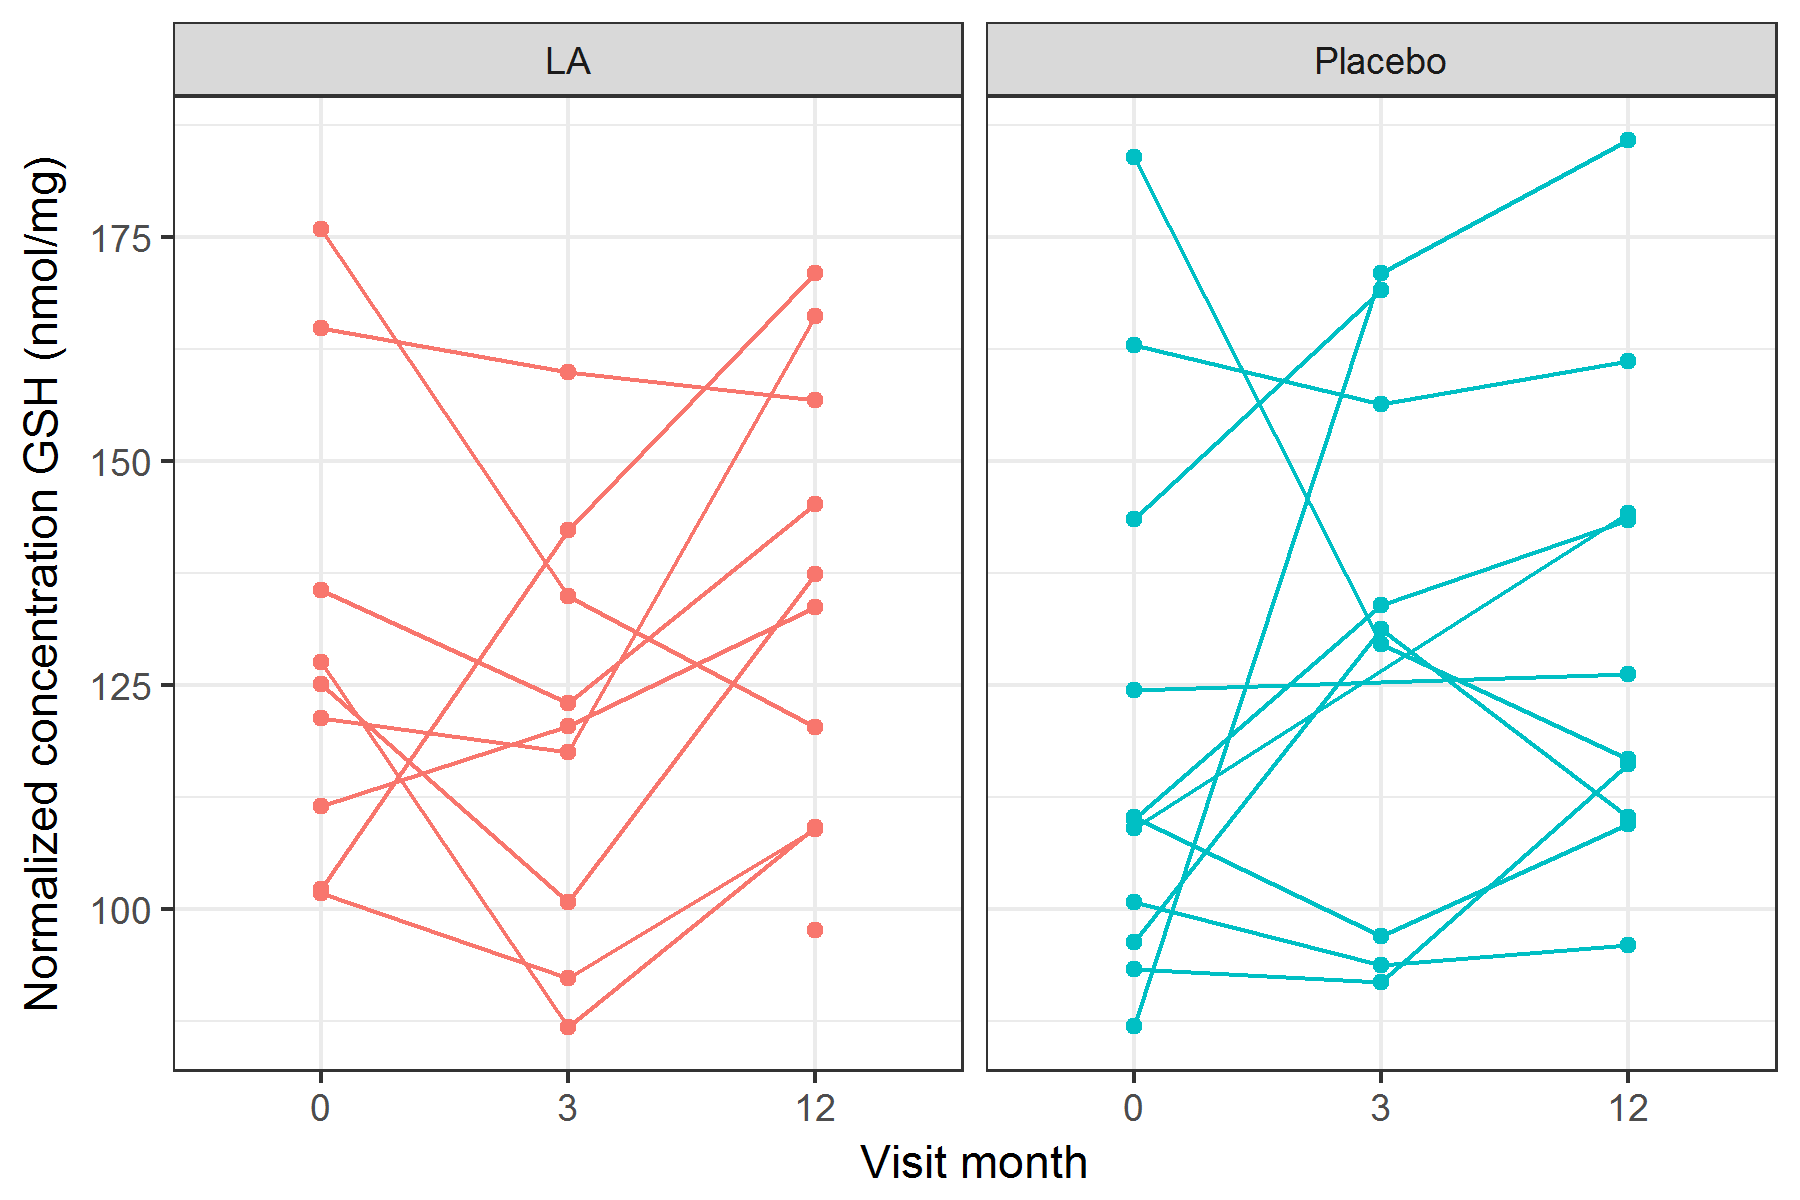 LA
Placebo
Normalized concentration GSH (nmol/mg)
175
150
125
100
0 3 12
0 3 12
Visit month